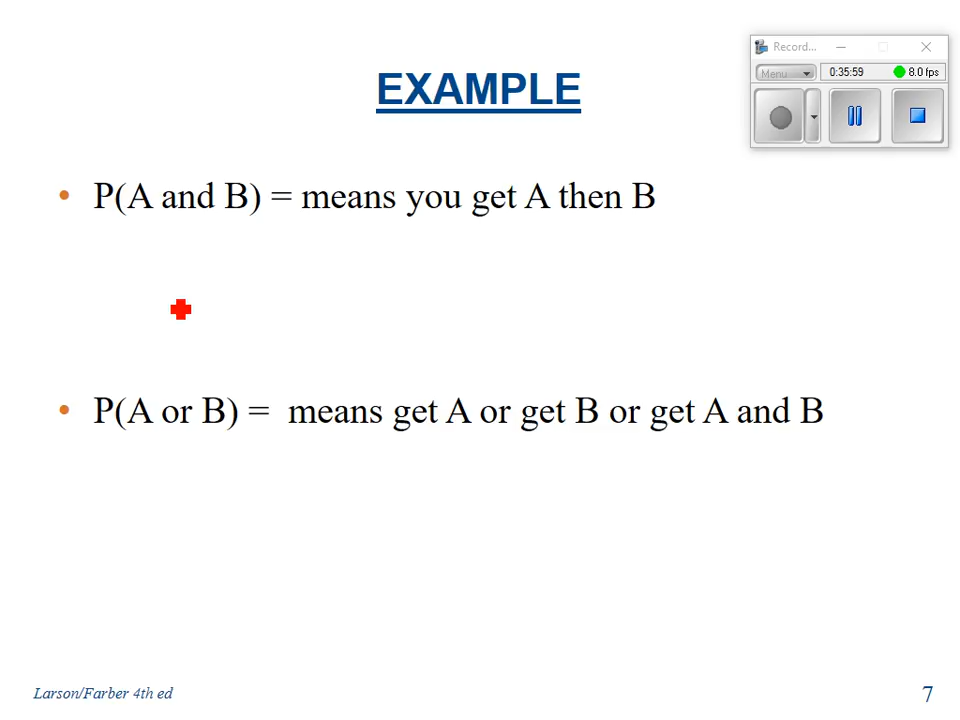 Record...
Menu
0:35:59
8.0 fps
EXAMPLE
• P(A and B) = means you get A then B
• P(A or B) = means get A or get B or get A and B
Larson/Farber 4th ed
7